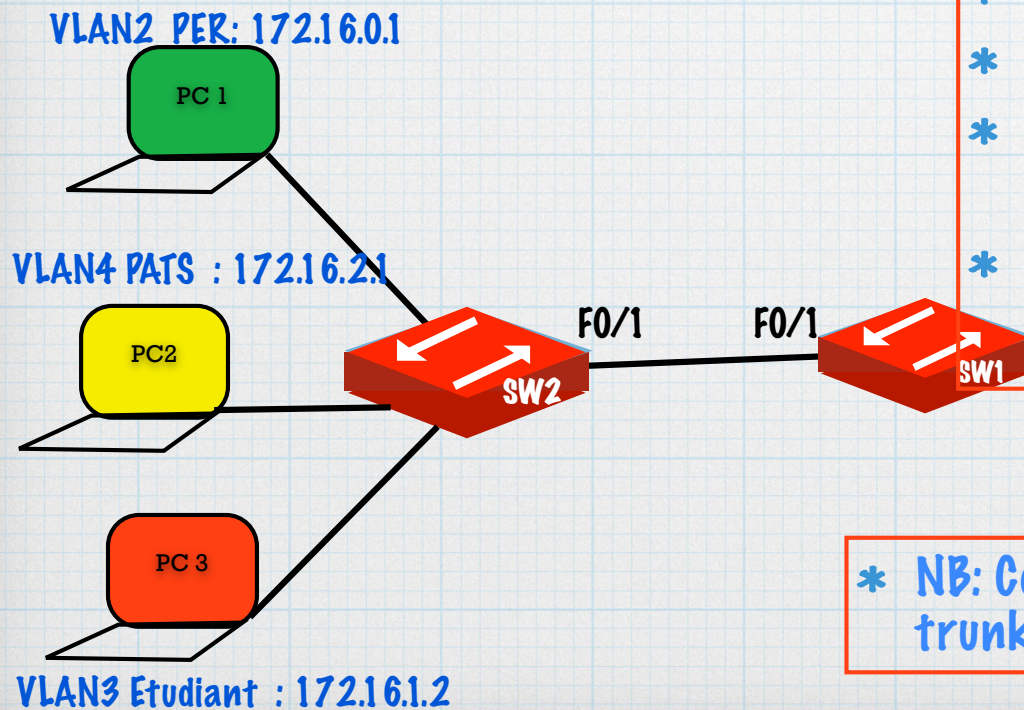 VLAN2 PER: 172.16.0.1
PC 1
*
*
VLAN4 PATS : 172.16.2.1
*
PC2
F0/1 F0/1
SW2
SW1
PC 3
* NB:
trunk
VLAN3 Etudiant : 172.16.1.2